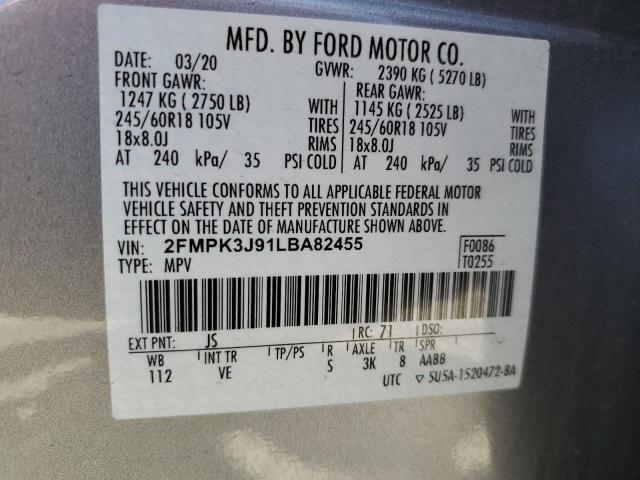 MFD. BY FORD MOTOR CO.
DATE: 03/20 GVWR: 2390 KG ( 5270 LB)
FRONT GAWR: REAR GAWR:
1247 KG ( 2750 LB) WITH 1145 KG ( 2525 LB) WITH
245/60R18 105V TIRES 245/60R18 105V TIRES
18x8.0J RIMS 18x8.0J RIMS
AT 240 kPa/ 35 PSI COLD AT 240 kPa/ 35 PSI COLD
THIS VEHICLE CONFORMS TO ALL APPLICABLE FEDERAL MOTOR
VEHICLE SAFETY AND THEFT PREVENTION STANDARDS IN
EFFECT ON THE DATE OF MANUFACTURE SHOWN ABOVE.
VIN: 2FMPK3J91LBA82455 F0086
TYPE: MPV T0255
EXT PNT: JS RC: 71 DSO:
WB INT TR TP/PS R AXLE TR SPR
112 VE S 3K 8 AABB
UTC ▽ 5U5A-1520472-BA